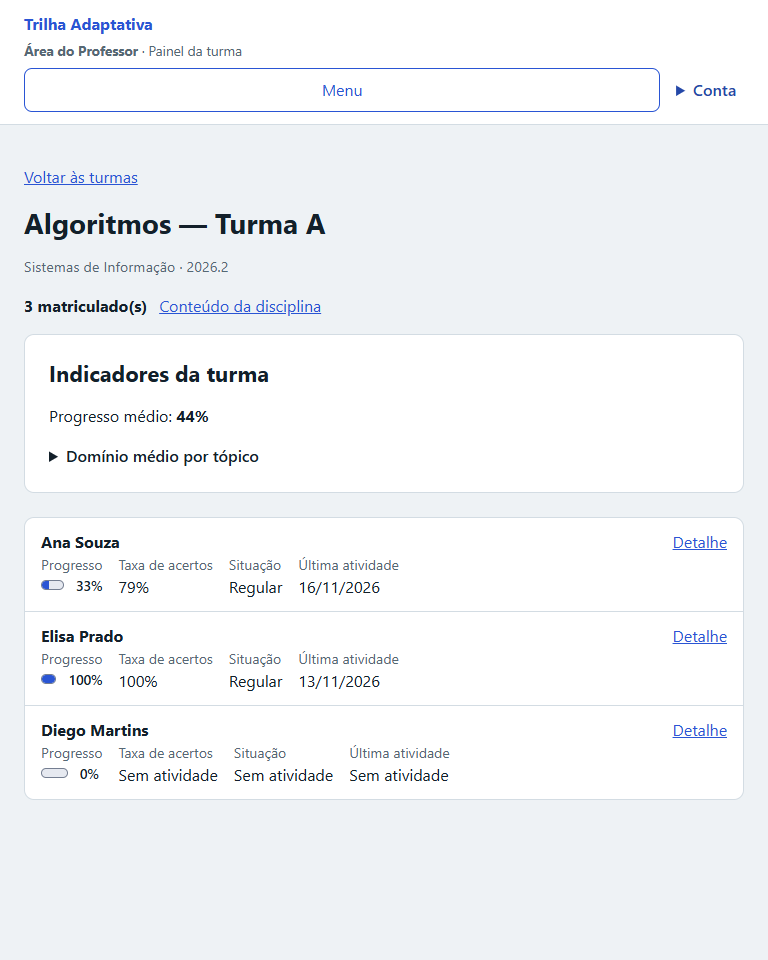 Trilha Adaptativa
Área do Professor · Painel da turma
Menu
▶ Conta
Voltar às turmas
Algoritmos — Turma A
Sistemas de Informação · 2026.2
3 matriculado(s) Conteúdo da disciplina
Indicadores da turma
Progresso médio: 44%
▶ Domínio médio por tópico
Ana Souza Detalhe
Progresso Taxa de acertos Situação Última atividade
33% 79% Regular 16/11/2026
Elisa Prado Detalhe
Progresso Taxa de acertos Situação Última atividade
100% 100% Regular 13/11/2026
Diego Martins Detalhe
Progresso Taxa de acertos Situação Última atividade
0% Sem atividade Sem atividade Sem atividade